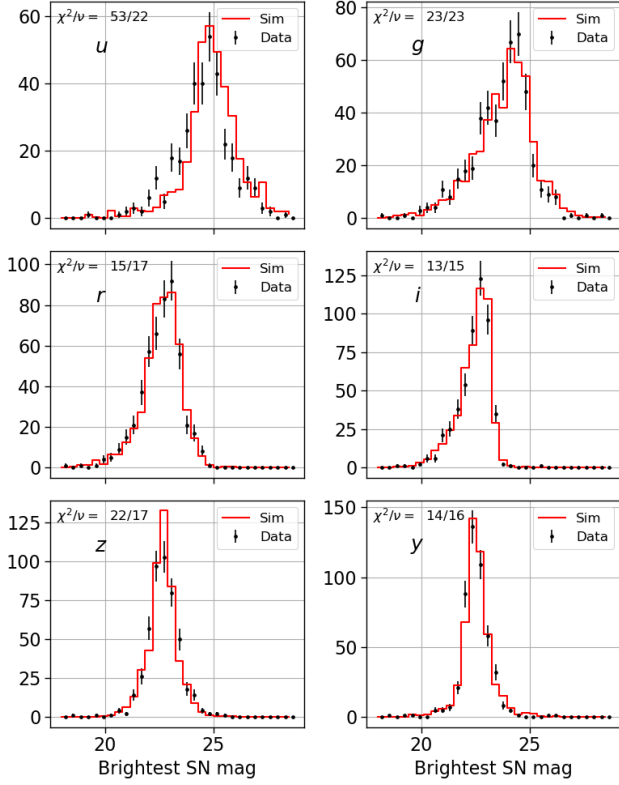 χ²/ν = 53/22
u
Sim
Data
60
40
20
0
χ²/ν = 23/23
g
Sim
Data
80
60
40
20
0
χ²/ν = 15/17
r
Sim
Data
100
80
60
40
20
0
χ²/ν = 13/15
i
Sim
Data
125
100
75
50
25
0
χ²/ν = 22/17
z
Sim
Data
125
100
75
50
25
0
20 25
Brightest SN mag
χ²/ν = 14/16
y
Sim
Data
150
100
50
0
20 25
Brightest SN mag